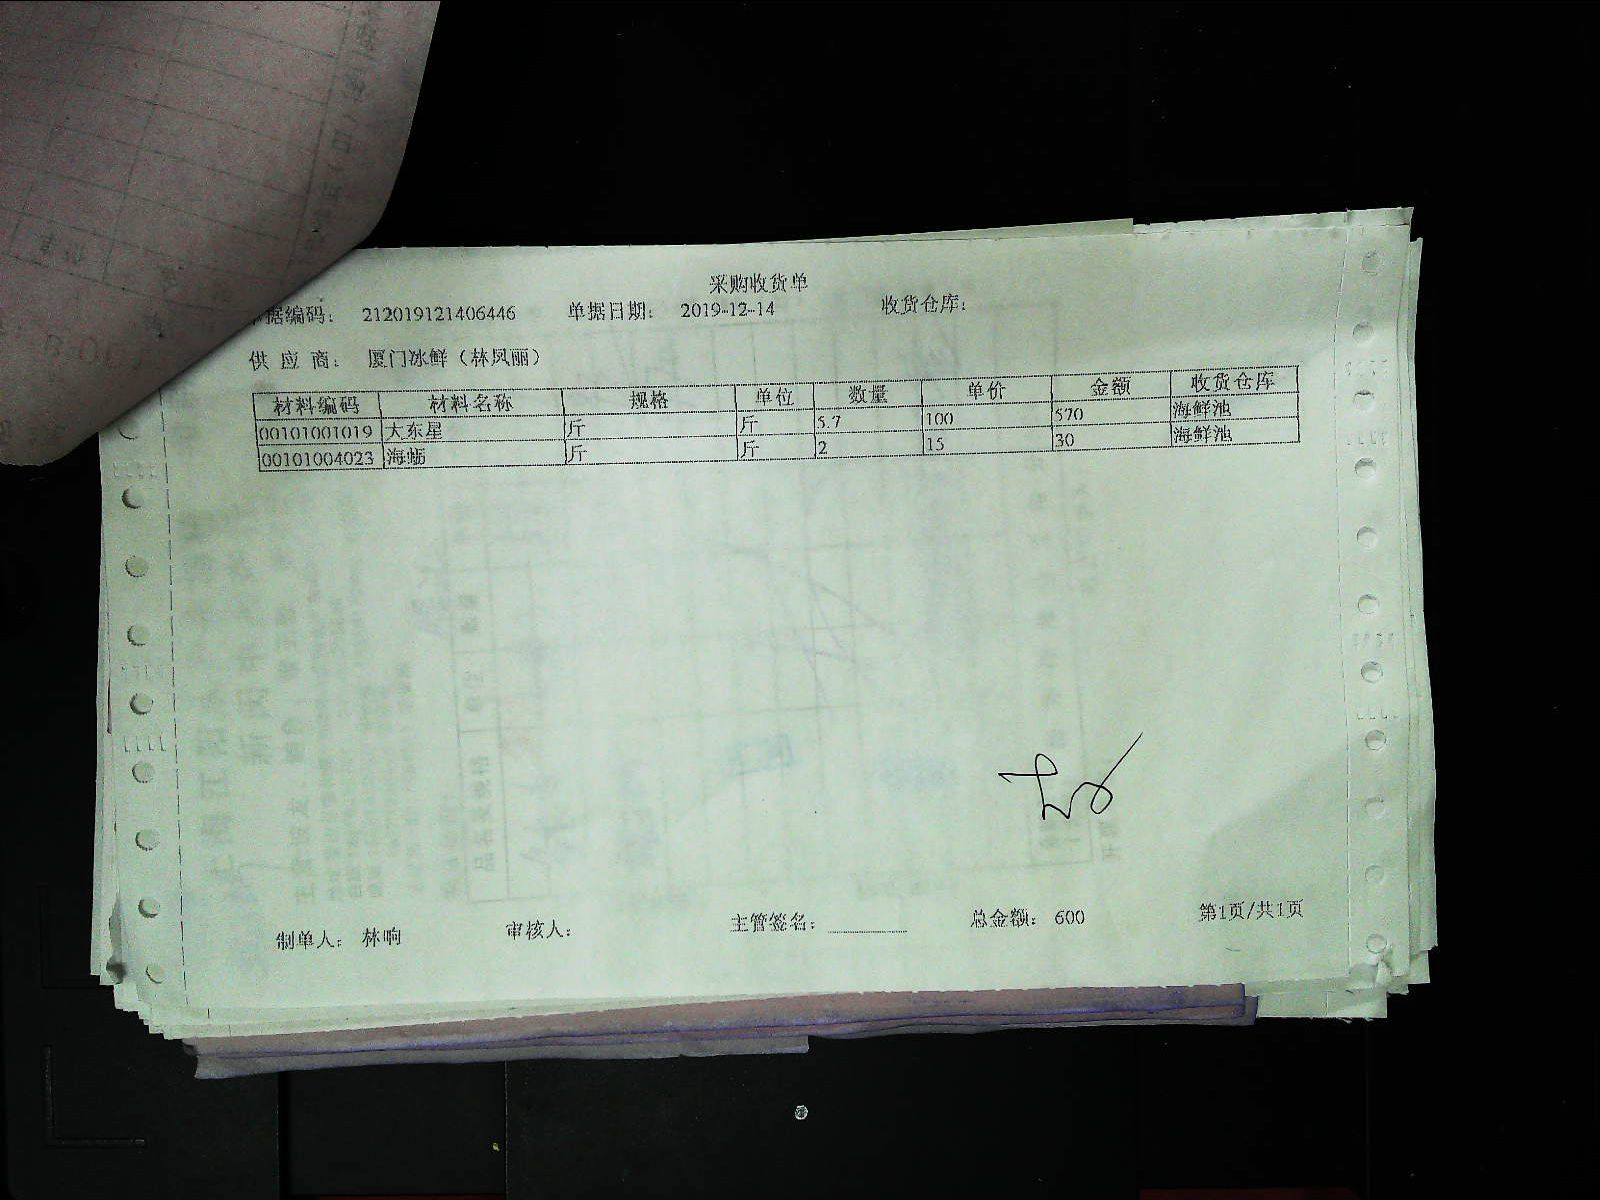 采购收货单
据编码： 212019121406446 单据日期： 2019-12-14 收货仓库：
供 应 商： 厦门冰鲜（林凤丽）
材料编码 材料名称 规格 单位 数量 单价 金额 收货仓库
00101001019 大东星 斤 斤 5.7 100 570 海鲜池
00101004023 海蛎 斤 斤 2 15 30 海鲜池
制单人： 林响 审核人： 主管签名： 总金额： 600 第1页/共1页